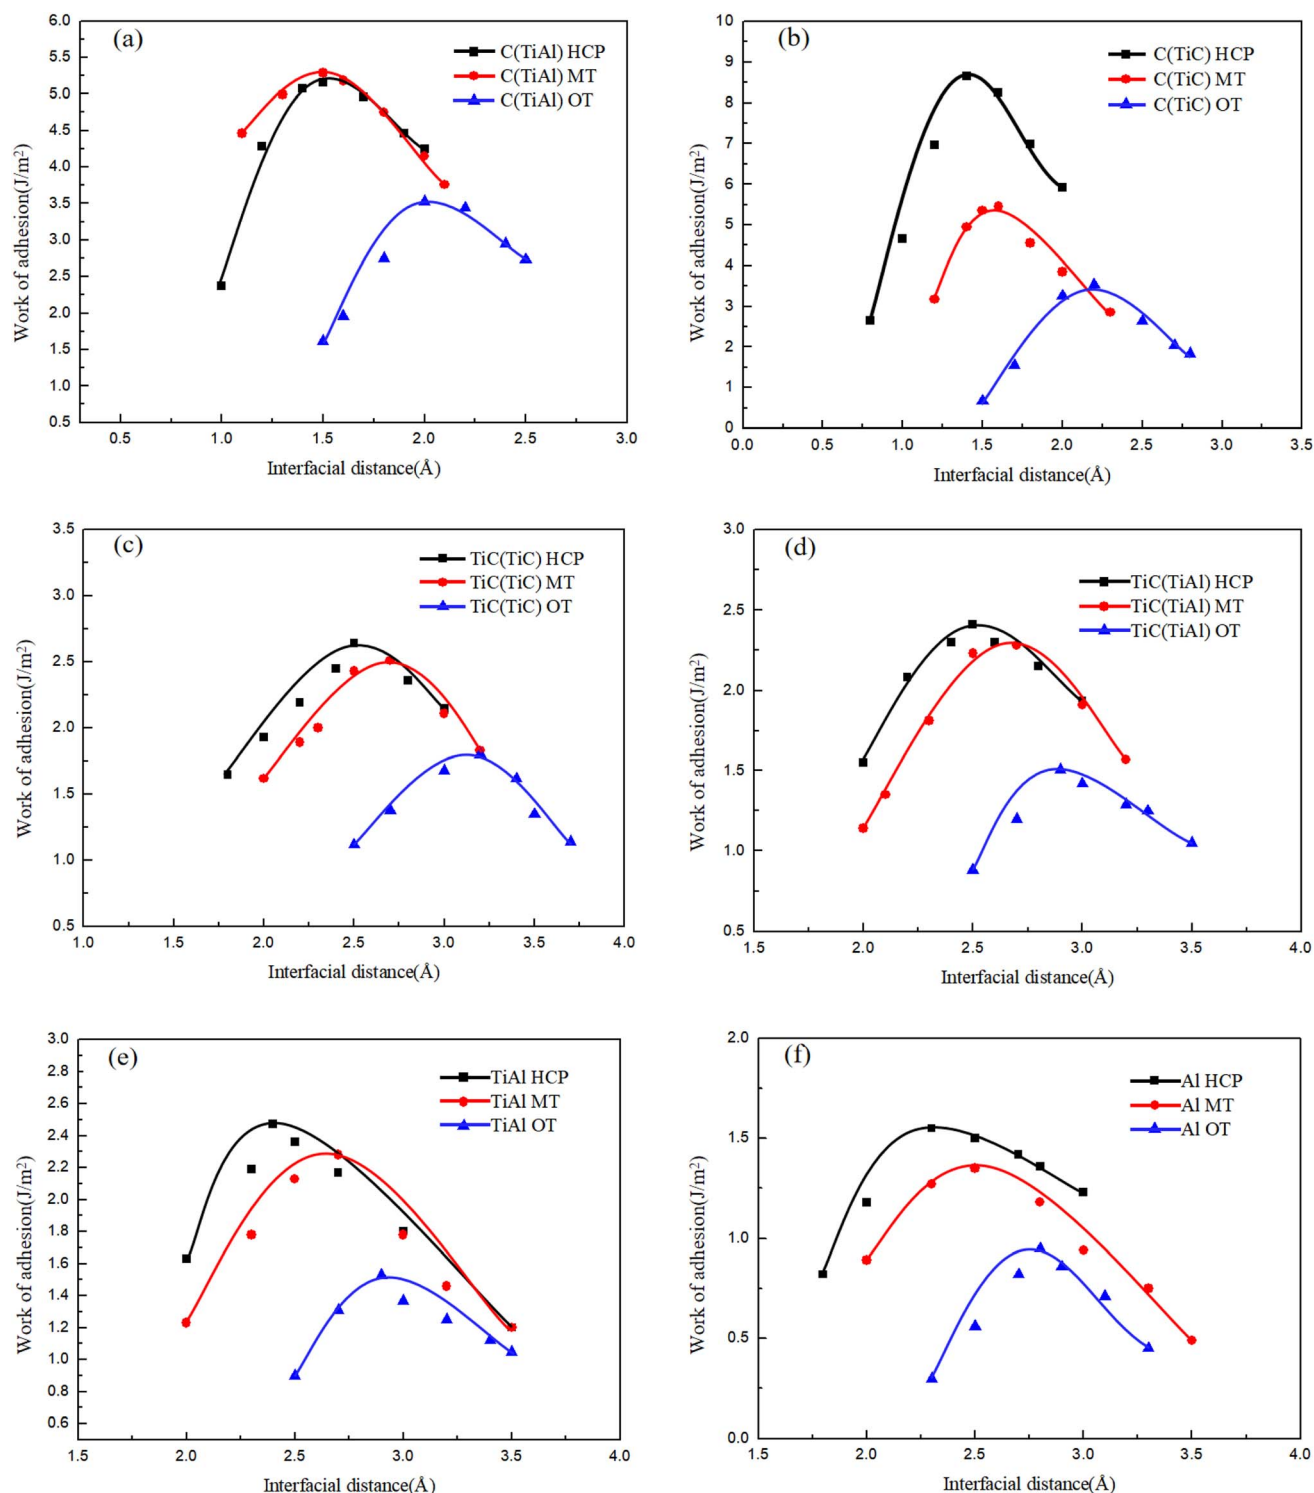 (a)
C(TiAl) HCP
C(TiAl) MT
C(TiAl) OT
Work of adhesion(J/m²)
6.0
5.5
5.0
4.5
4.0
3.5
3.0
2.5
2.0
1.5
1.0
0.5
0.5 1.0 1.5 2.0 2.5 3.0
Interfacial distance(Å)
(b)
C(TiC) HCP
C(TiC) MT
C(TiC) OT
Work of adhesion(J/m²)
10
9
8
7
6
5
4
3
2
1
0
0.0 0.5 1.0 1.5 2.0 2.5 3.0 3.5
Interfacial distance(Å)
(c)
TiC(TiC) HCP
TiC(TiC) MT
TiC(TiC) OT
Work of adhesion(J/m²)
3.5
3.0
2.5
2.0
1.5
1.0
0.5
1.0 1.5 2.0 2.5 3.0 3.5 4.0
Interfacial distance(Å)
(d)
TiC(TiAl) HCP
TiC(TiAl) MT
TiC(TiAl) OT
Work of adhesion(J/m²)
3.0
2.5
2.0
1.5
1.0
0.5
1.5 2.0 2.5 3.0 3.5 4.0
Interfacial distance(Å)
(e)
TiAl HCP
TiAl MT
TiAl OT
Work of adhesion(J/m²)
3.0
2.8
2.6
2.4
2.2
2.0
1.8
1.6
1.4
1.2
1.0
0.8
0.6
1.5 2.0 2.5 3.0 3.5 4.0
Interfacial distance(Å)
(f)
Al HCP
Al MT
Al OT
Work of adhesion(J/m²)
2.0
1.5
1.0
0.5
0.0
1.5 2.0 2.5 3.0 3.5 4.0
Interfacial distance(Å)